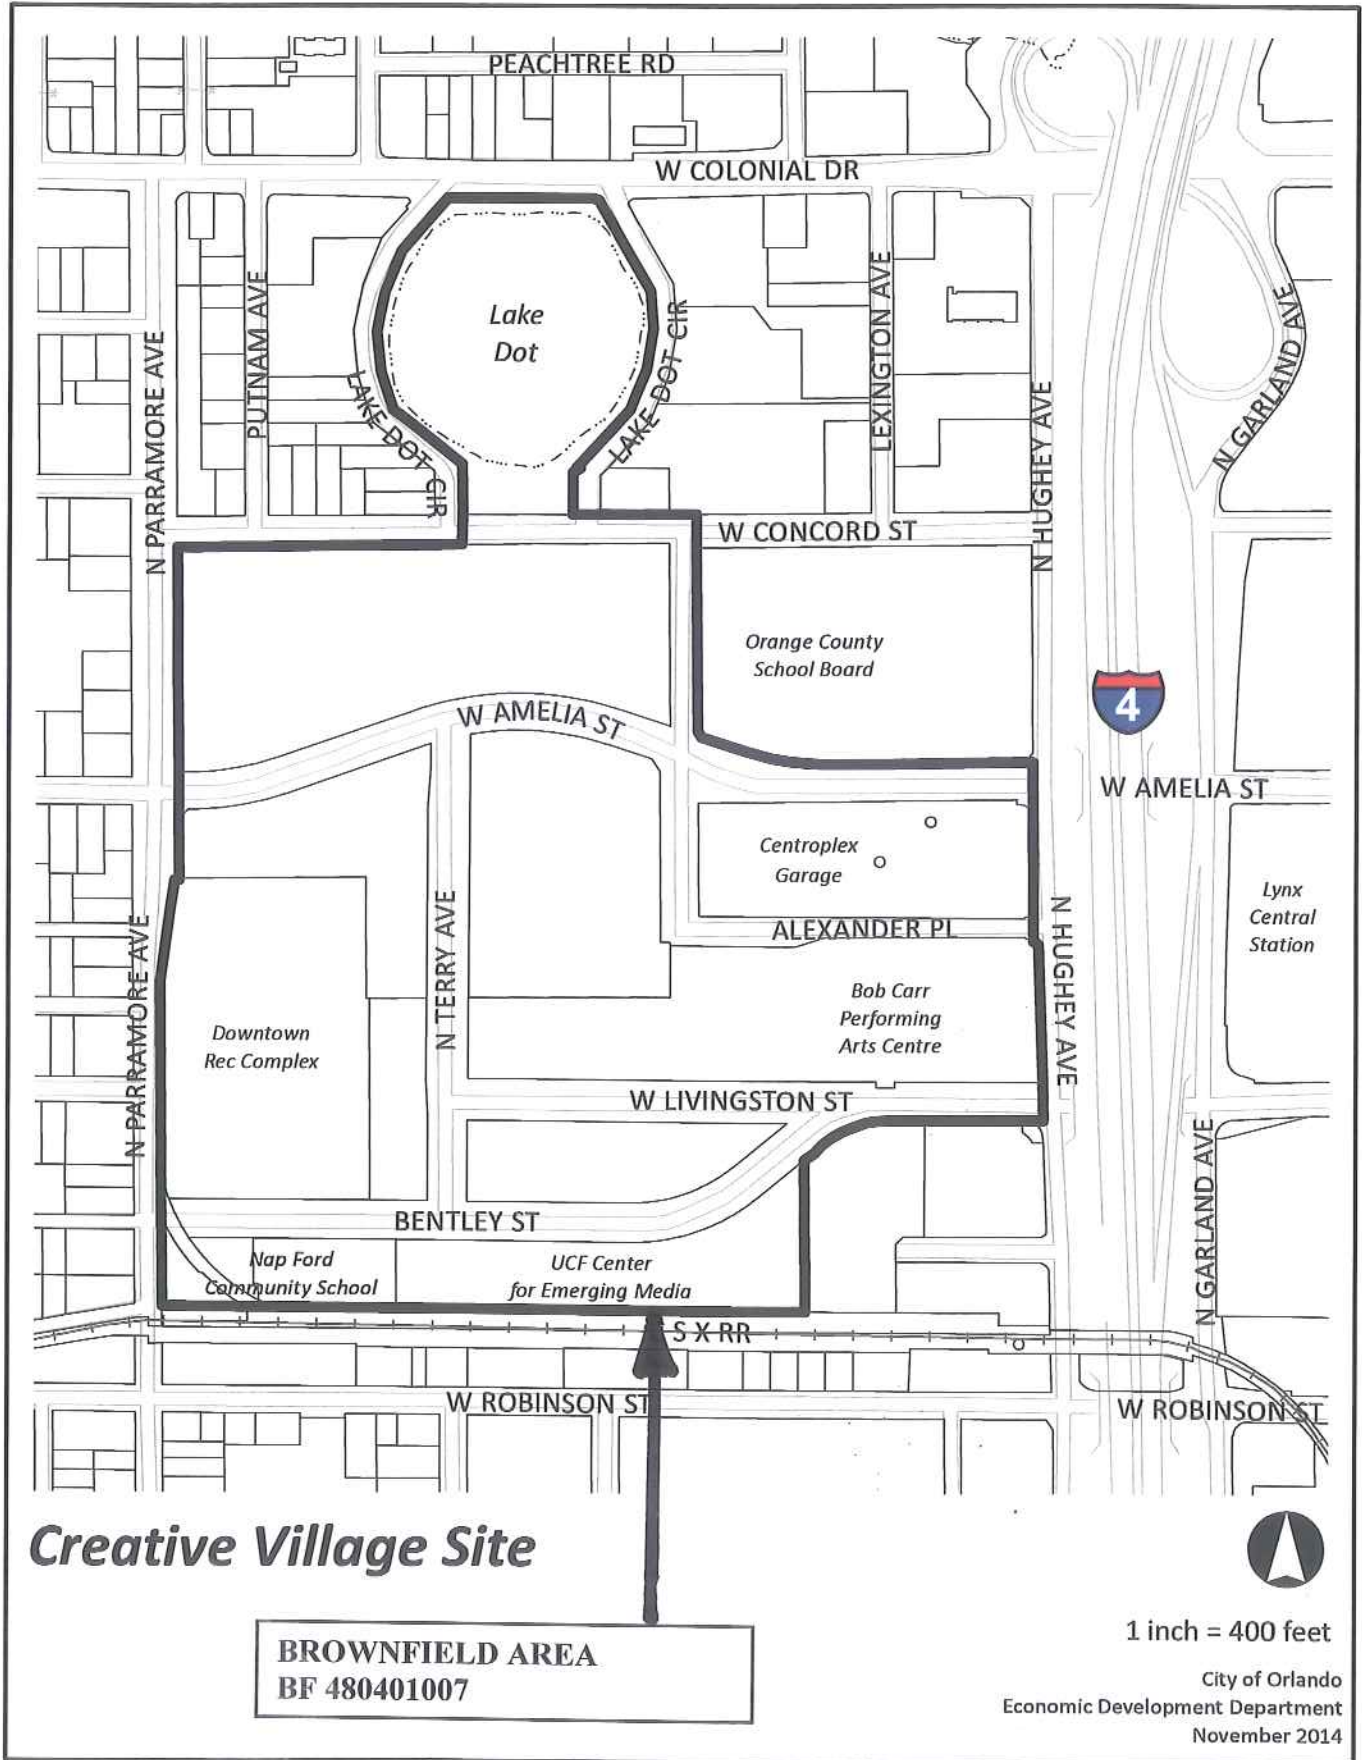 PEACHTREE RD
W COLONIAL DR
Lake
Dot
PUTNAM AVE
N PARRAMORE AVE
LAKE DOT CIR
LAKE DOT CIR
LEXINGTON AVE
N HUGHEY AVE
N GARLAND AVE
W CONCORD ST
Orange County
School Board
4
W AMELIA ST
W AMELIA ST
Centroplex
Garage
Lynx
Central
Station
ALEXANDER PL
N TERRY AVE
N PARRAMORE AVE
N HUGHEY AVE
Bob Carr
Performing
Arts Centre
Downtown
Rec Complex
W LIVINGSTON ST
N GARLAND AVE
BENTLEY ST
Nap Ford
Community School
UCF Center
for Emerging Media
S X RR
W ROBINSON ST
W ROBINSON ST
Creative Village Site
BROWNFIELD AREA
BF 480401007
1 inch = 400 feet
City of Orlando
Economic Development Department
November 2014